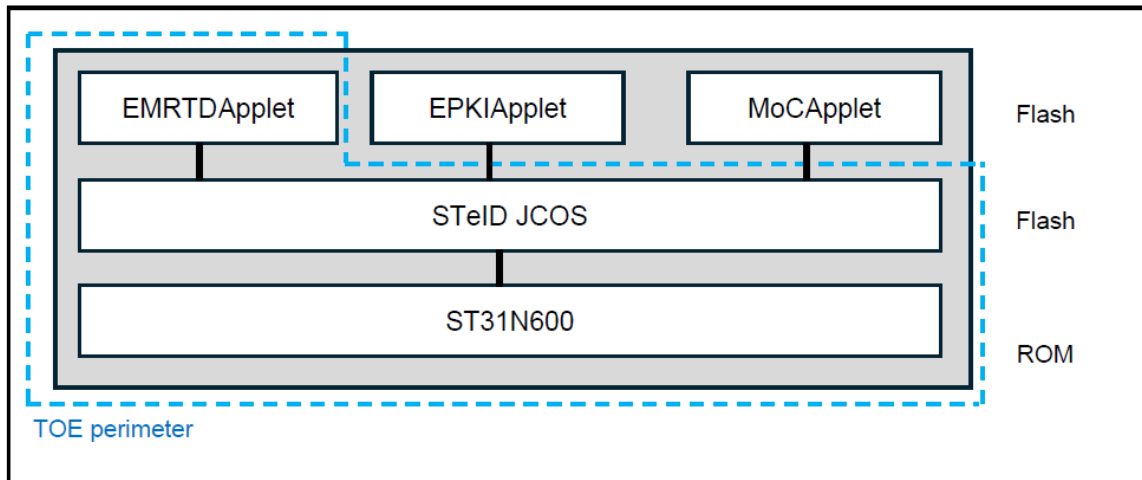 EMRTDApplet EPKIApplet MoCApplet Flash
STeID JCOS Flash
ST31N600
ROM
TOE perimeter